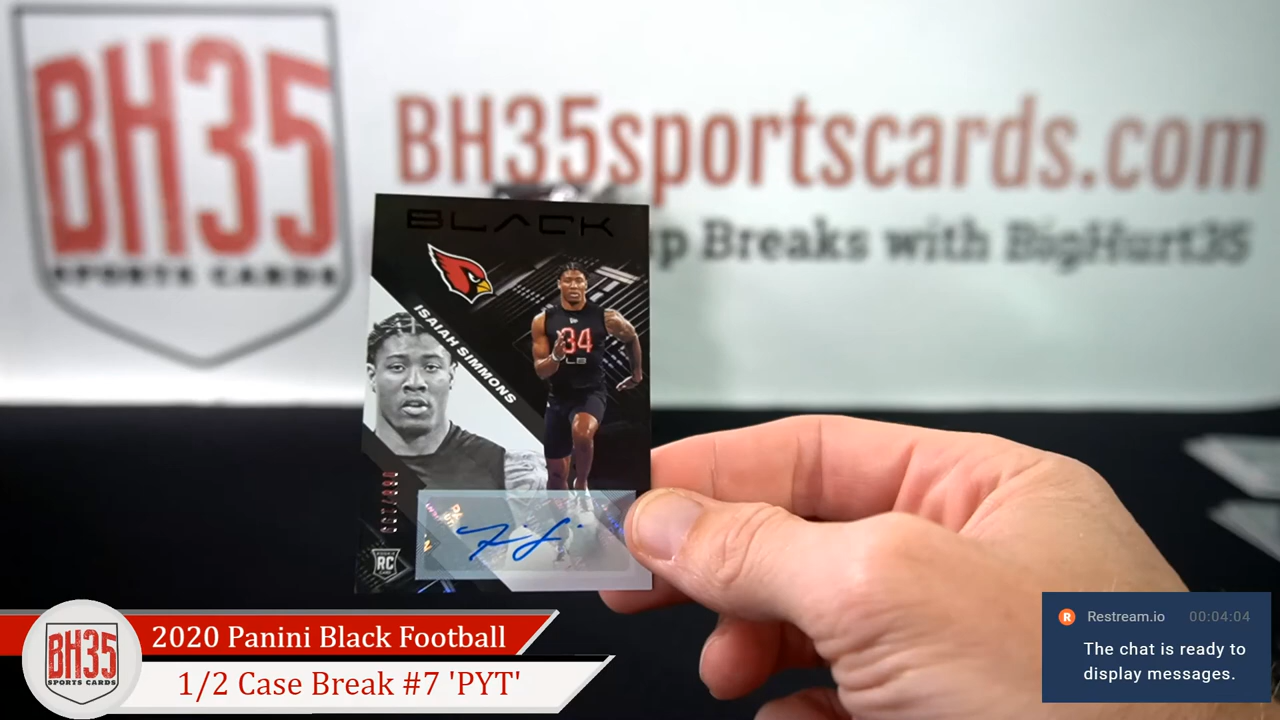 BH35
SPORTS CARDS
BH35sportscards.com
Breaks with BigHurt35
BLACK
ISAIAH SIMMONS
34
LB
RC
BH35
SPORTS CARDS
2020 Panini Black Football
1/2 Case Break #7 'PYT'
Restream.io 00:04:04
The chat is ready to
display messages.